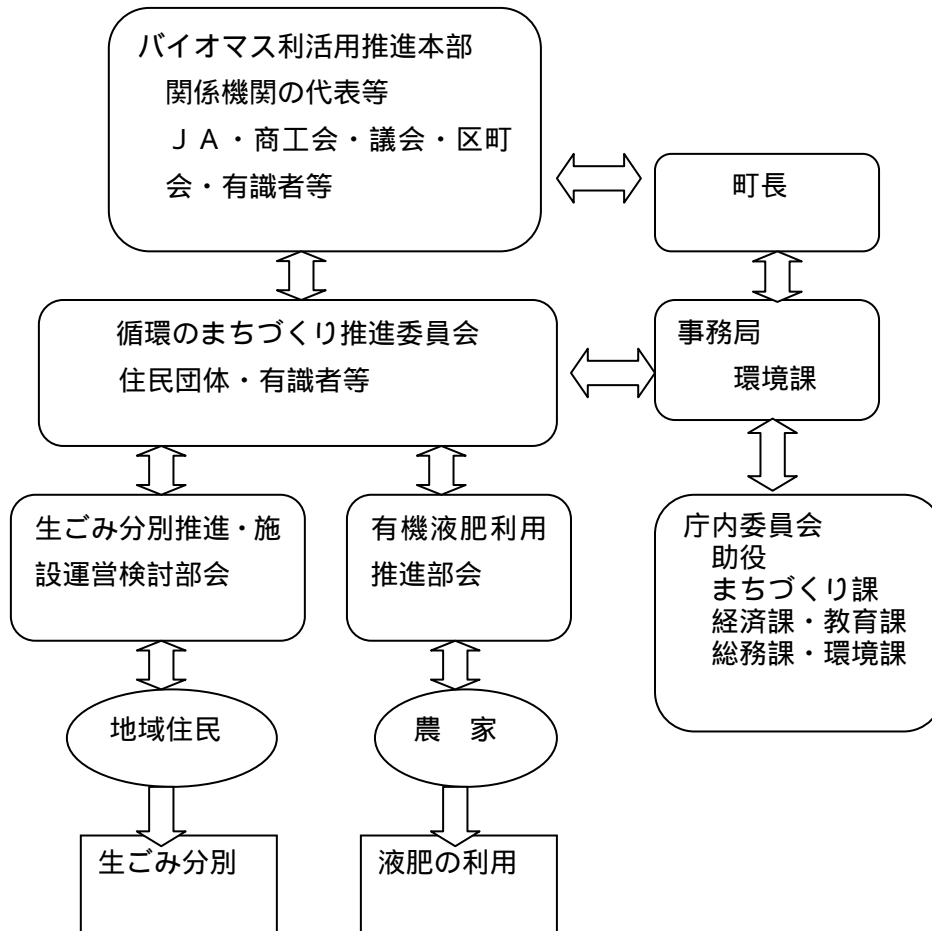 バイオマス利活用推進本部
関係機関の代表等
ＪＡ・商工会・議会・区町
会・有識者等
町長
循環のまちづくり推進委員会
住民団体・有識者等
事務局
環境課
生ごみ分別推進・施
設運営検討部会
有機液肥利用
推進部会
庁内委員会
助役
まちづくり課
経済課・教育課
総務課・環境課
地域住民
農　家
生ごみ分別
液肥の利用